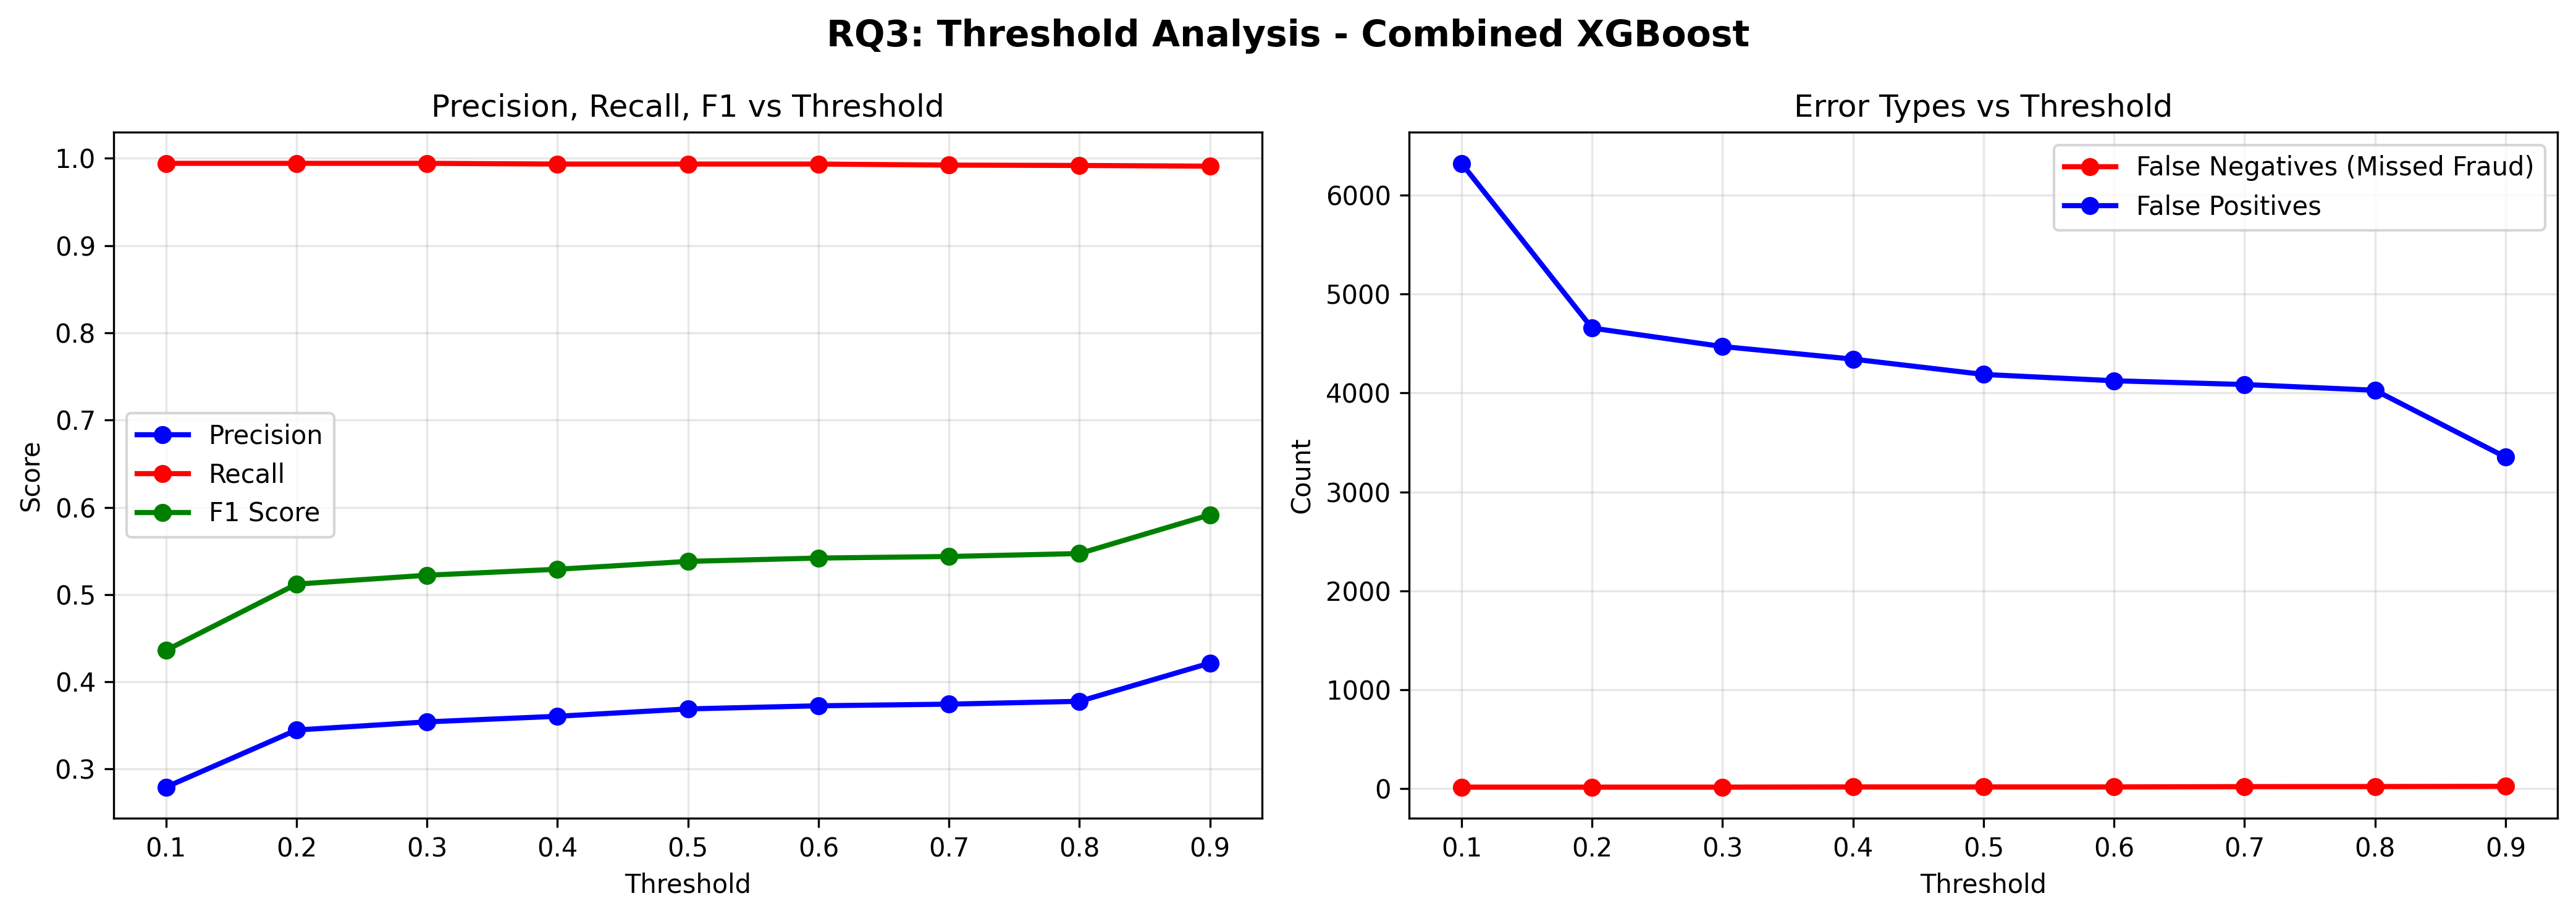 RQ3: Threshold Analysis - Combined XGBoost
Precision, Recall, F1 vs Threshold
1.0
0.9
0.8
0.7
0.6
0.5
0.4
0.3
Score
Precision
Recall
F1 Score
0.1 0.2 0.3 0.4 0.5 0.6 0.7 0.8 0.9
Threshold
Error Types vs Threshold
6000
5000
4000
3000
2000
1000
0
Count
False Negatives (Missed Fraud)
False Positives
0.1 0.2 0.3 0.4 0.5 0.6 0.7 0.8 0.9
Threshold